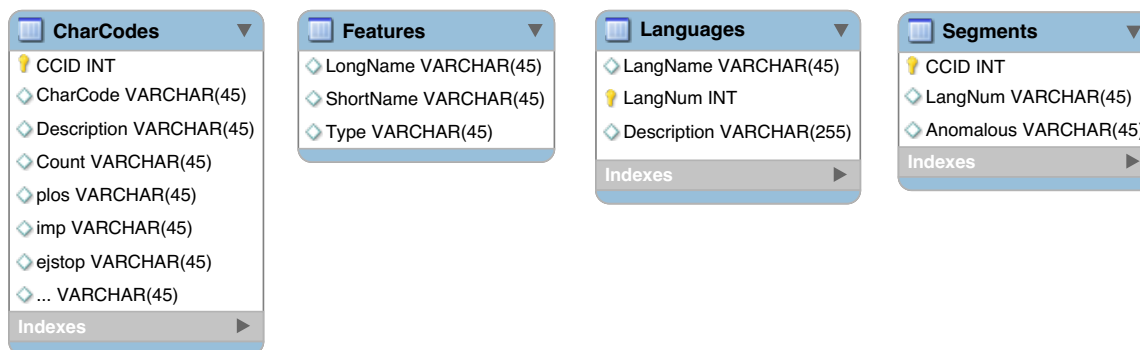 CharCodes
CCID INT
CharCode VARCHAR(45)
Description VARCHAR(45)
Count VARCHAR(45)
plos VARCHAR(45)
imp VARCHAR(45)
ejstop VARCHAR(45)
... VARCHAR(45)
Indexes
Features
LongName VARCHAR(45)
ShortName VARCHAR(45)
Type VARCHAR(45)
Languages
LangName VARCHAR(45)
LangNum INT
Description VARCHAR(255)
Indexes
Segments
CCID INT
LangNum VARCHAR(45)
Anomalous VARCHAR(45)
Indexes